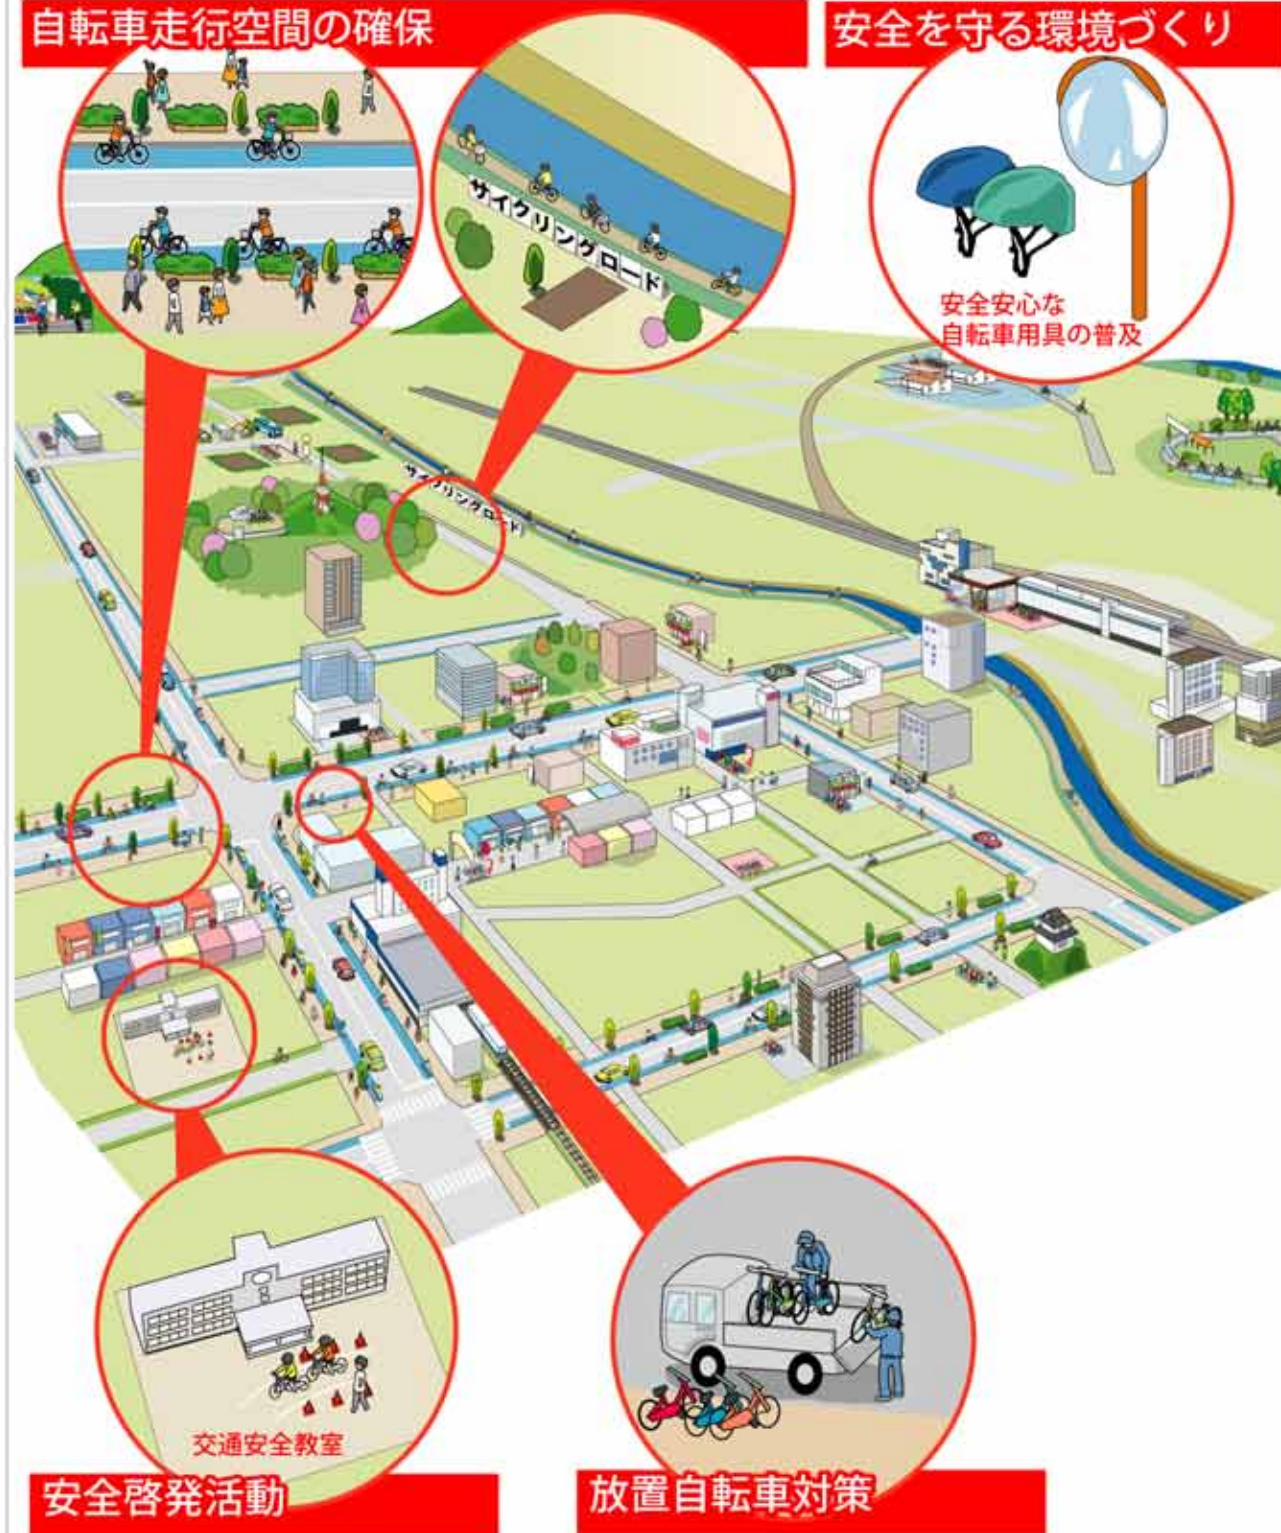 自転車走行空間の確保
安全を守る環境づくり
サイクリングロード
安全安心な
自転車用具の普及
サイクリングロード
交通安全教室
安全啓発活動
放置自転車対策